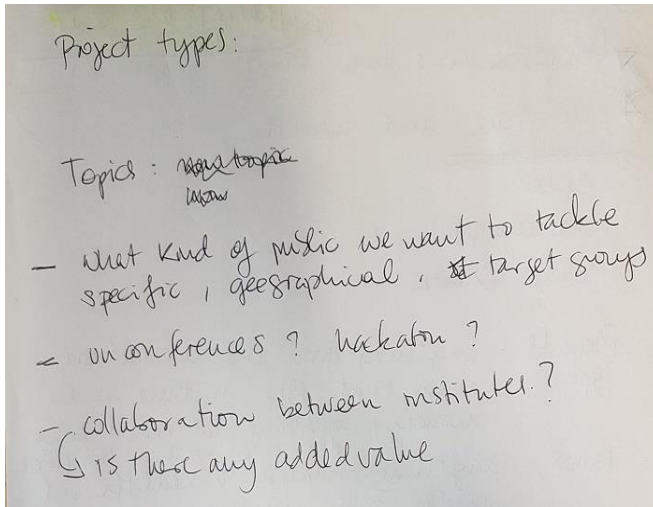 Project types:
Topics:
- what kind of public we want to tackle
specific, geographical, target groups
- unconferences? hackaton?
- collaboration between institutes.?
is there any added value